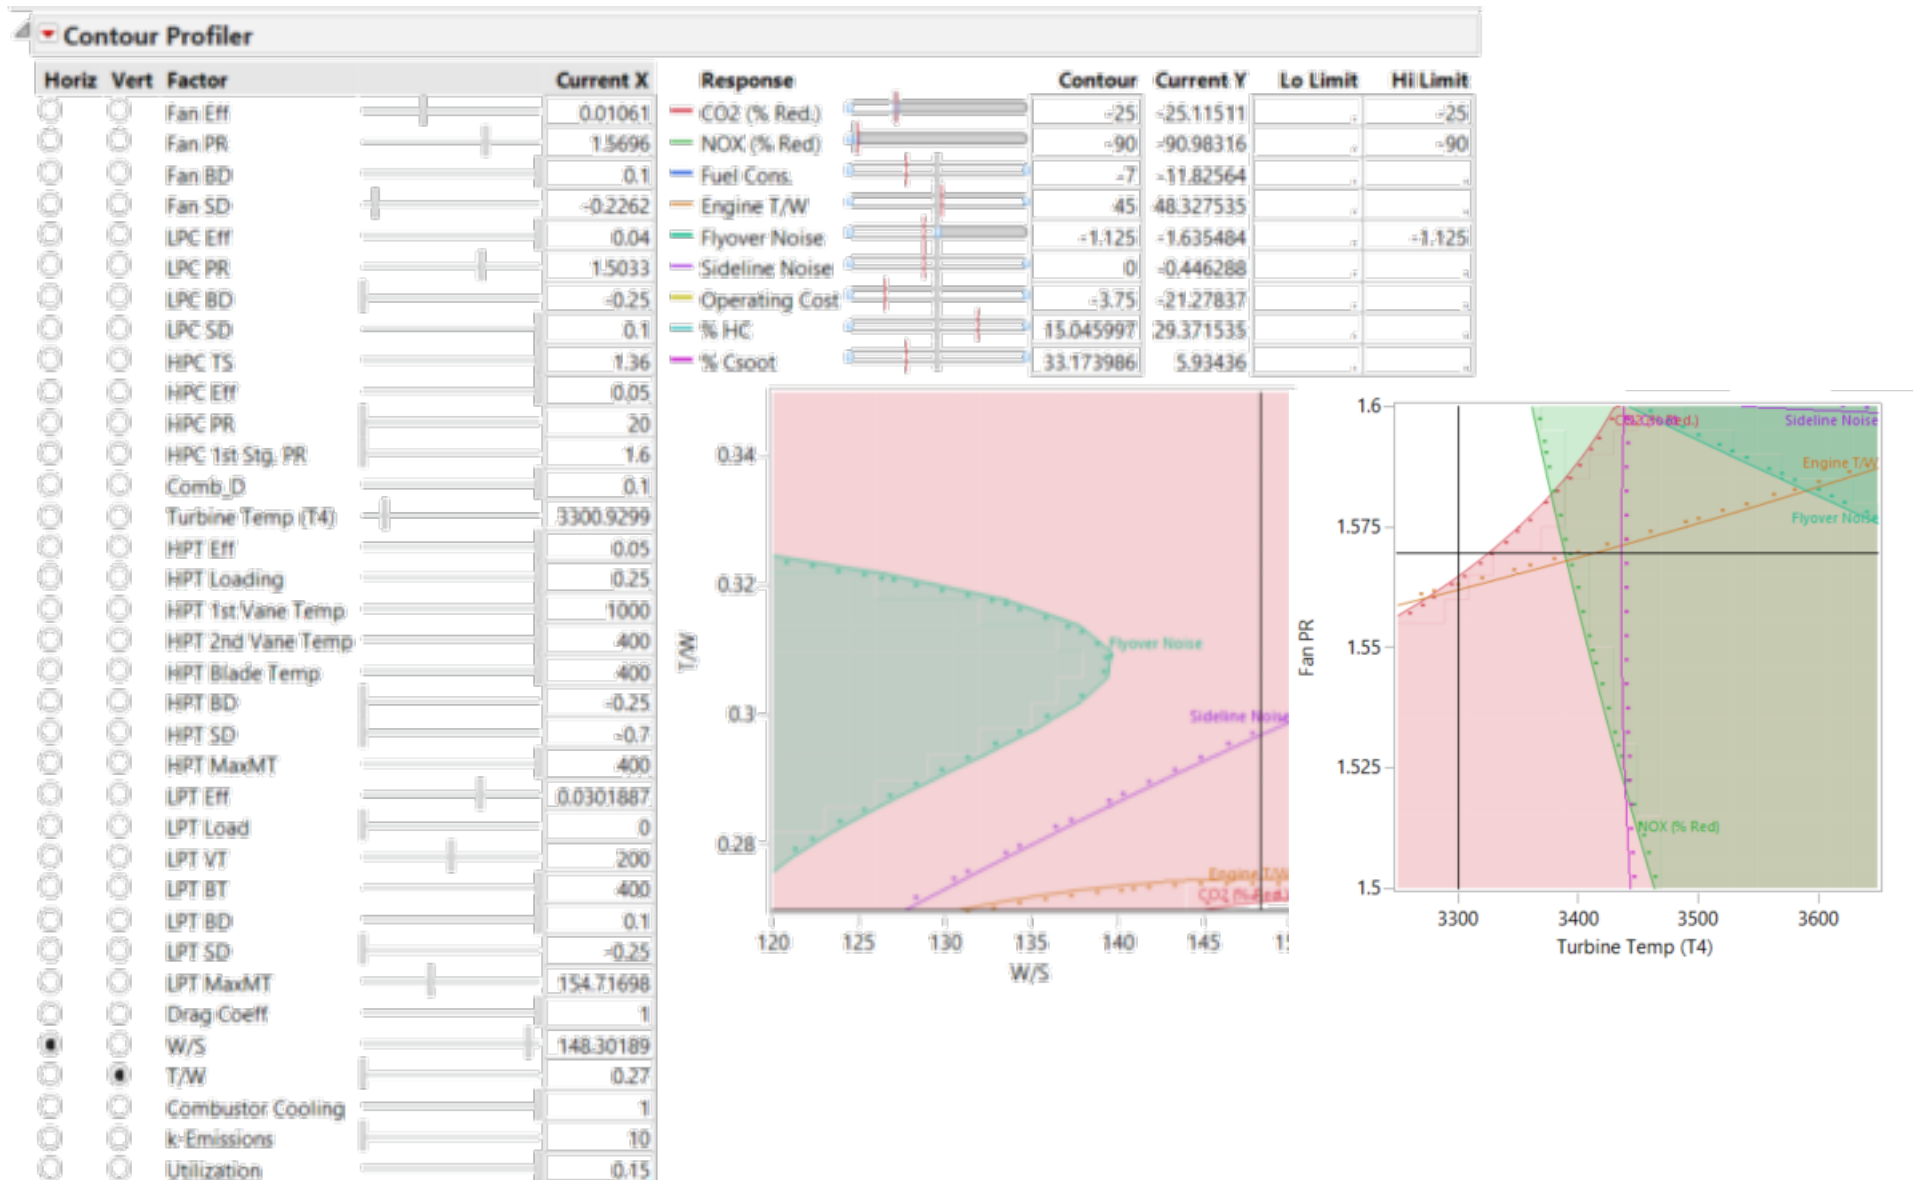 Contour Profiler
Horiz Vert Factor Current X
Fan Eff 0.01061
Fan PR 1.5696
Fan BD 0.1
Fan SD -0.2262
LPC Eff 0.04
LPC PR 1.5033
LPC BD -0.25
LPC SD 0.1
HPC TS 1.36
HPC Eff 0.05
HPC PR 20
HPC 1st Stg. PR 1.6
Comb_D 0.1
Turbine Temp (T4) 3300.9299
HPT Eff 0.05
HPT Loading 0.25
HPT 1st Vane Temp 1000
HPT 2nd Vane Temp 400
HPT Blade Temp 400
HPT BD -0.25
HPT SD -0.7
HPT MaxMT 400
LPT Eff 0.0301887
LPT Load 0
LPT VT 200
LPT BT 400
LPT BD 0.1
LPT SD -0.25
LPT MaxMT 154.71698
Drag Coeff 1
W/S 148.30189
T/W 0.27
Combustor Cooling 1
k-Emissions 10
Utilization 0.15
Response Contour Current Y Lo Limit Hi Limit
CO2 (% Red.) -25 -25.11511 . -25
NOX (% Red) -90 -90.98316 . -90
Fuel Cons. -7 -11.82564 . .
Engine T/W 45 48.327535 . .
Flyover Noise -1.125 -1.635484 . -1.125
Sideline Noise 0 -0.446288 . .
Operating Cost -3.75 -21.27837 . .
% HC 15.045997 29.371535 . .
% Csoot 33.173986 5.93436 . .
0.34
0.32
0.3
0.28
T/W
Flyover Noise
Sideline Noise
Engine T/W
CO2 (% Red.)
120 125 130 135 140 145
W/S
1.6
1.575
1.55
1.525
1.5
Fan PR
Sideline Noise
Engine T/W
Flyover Noise
NOX (% Red)
3300 3400 3500 3600
Turbine Temp (T4)